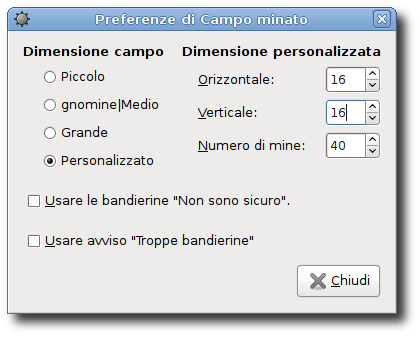 Preferenze di Campo minato
Dimensione campo
Piccolo
gnomine|Medio
Grande
Personalizzato
Dimensione personalizzata
Orizzontale: 16
Verticale: 16
Numero di mine: 40
Usare le bandierine "Non sono sicuro".
Usare avviso "Troppe bandierine"
Chiudi